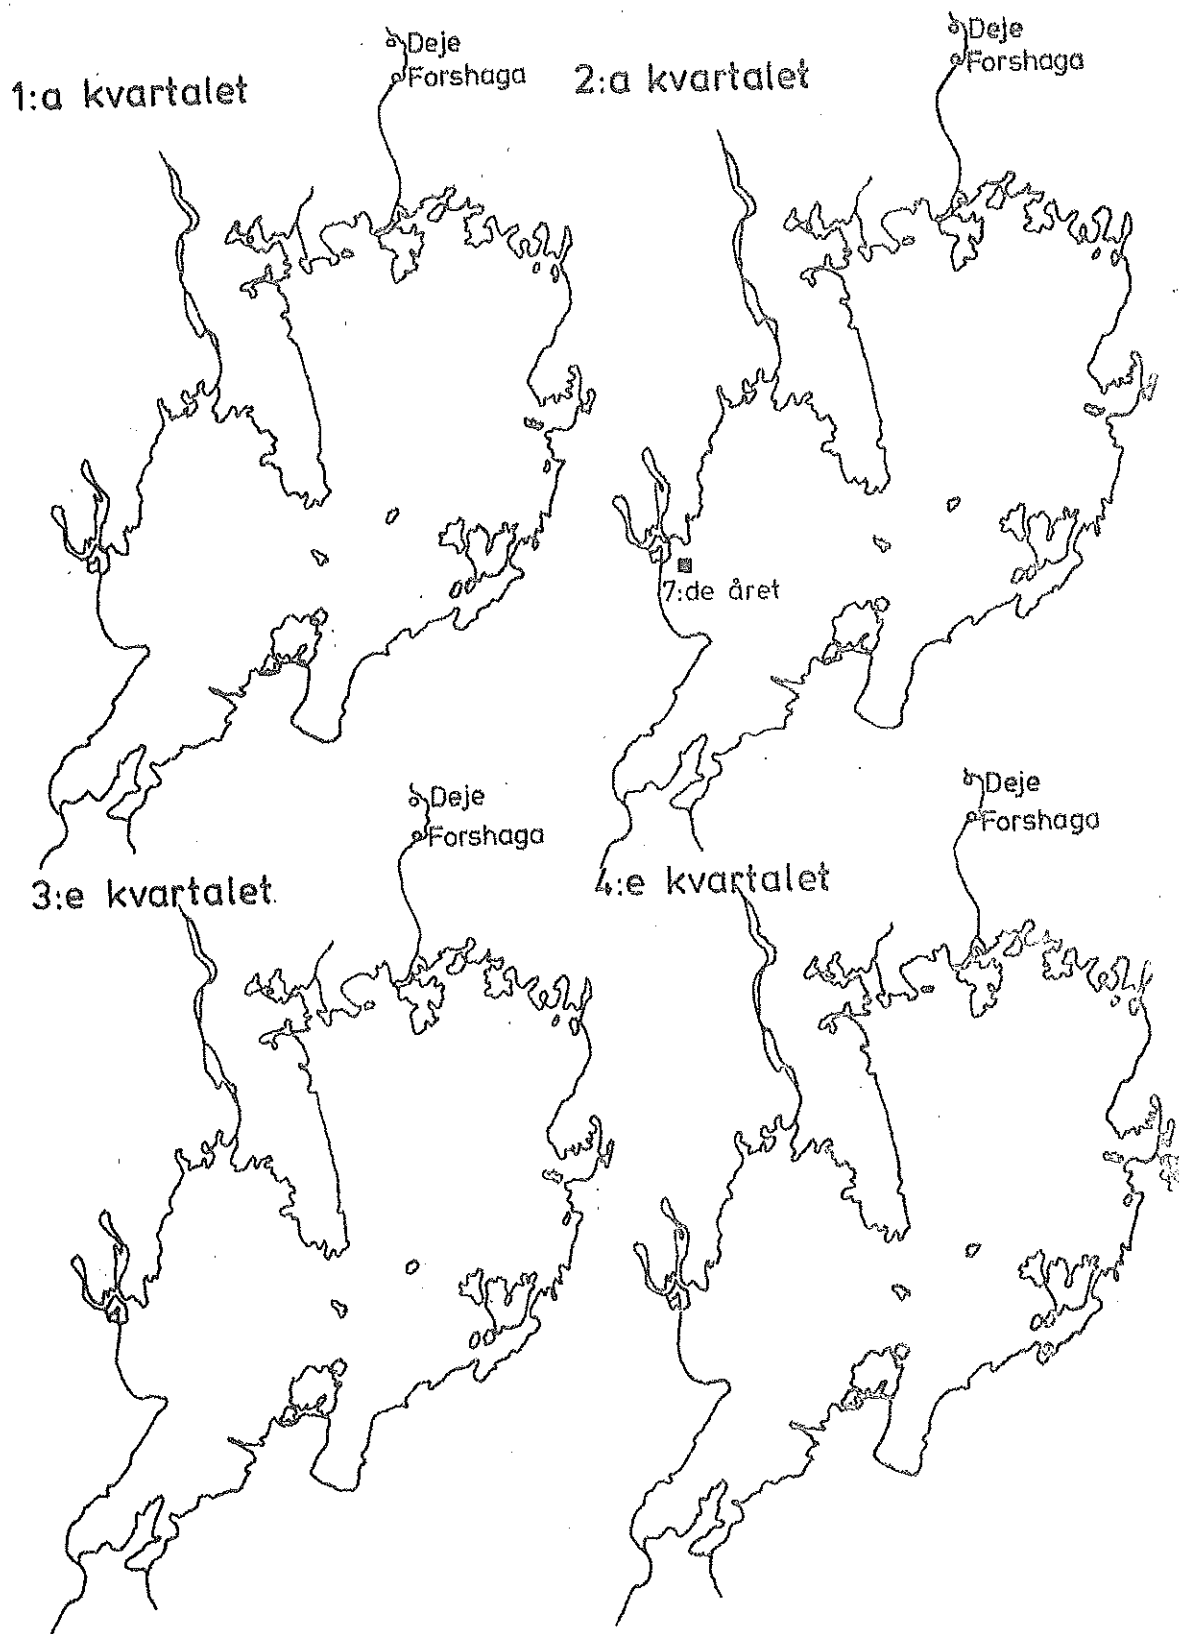 Deje
Forshaga
1:a kvartalet
Deje
Forshaga
2:a kvartalet
7:de året
Deje
Forshaga
3:e kvartalet
Deje
Forshaga
4:e kvartalet